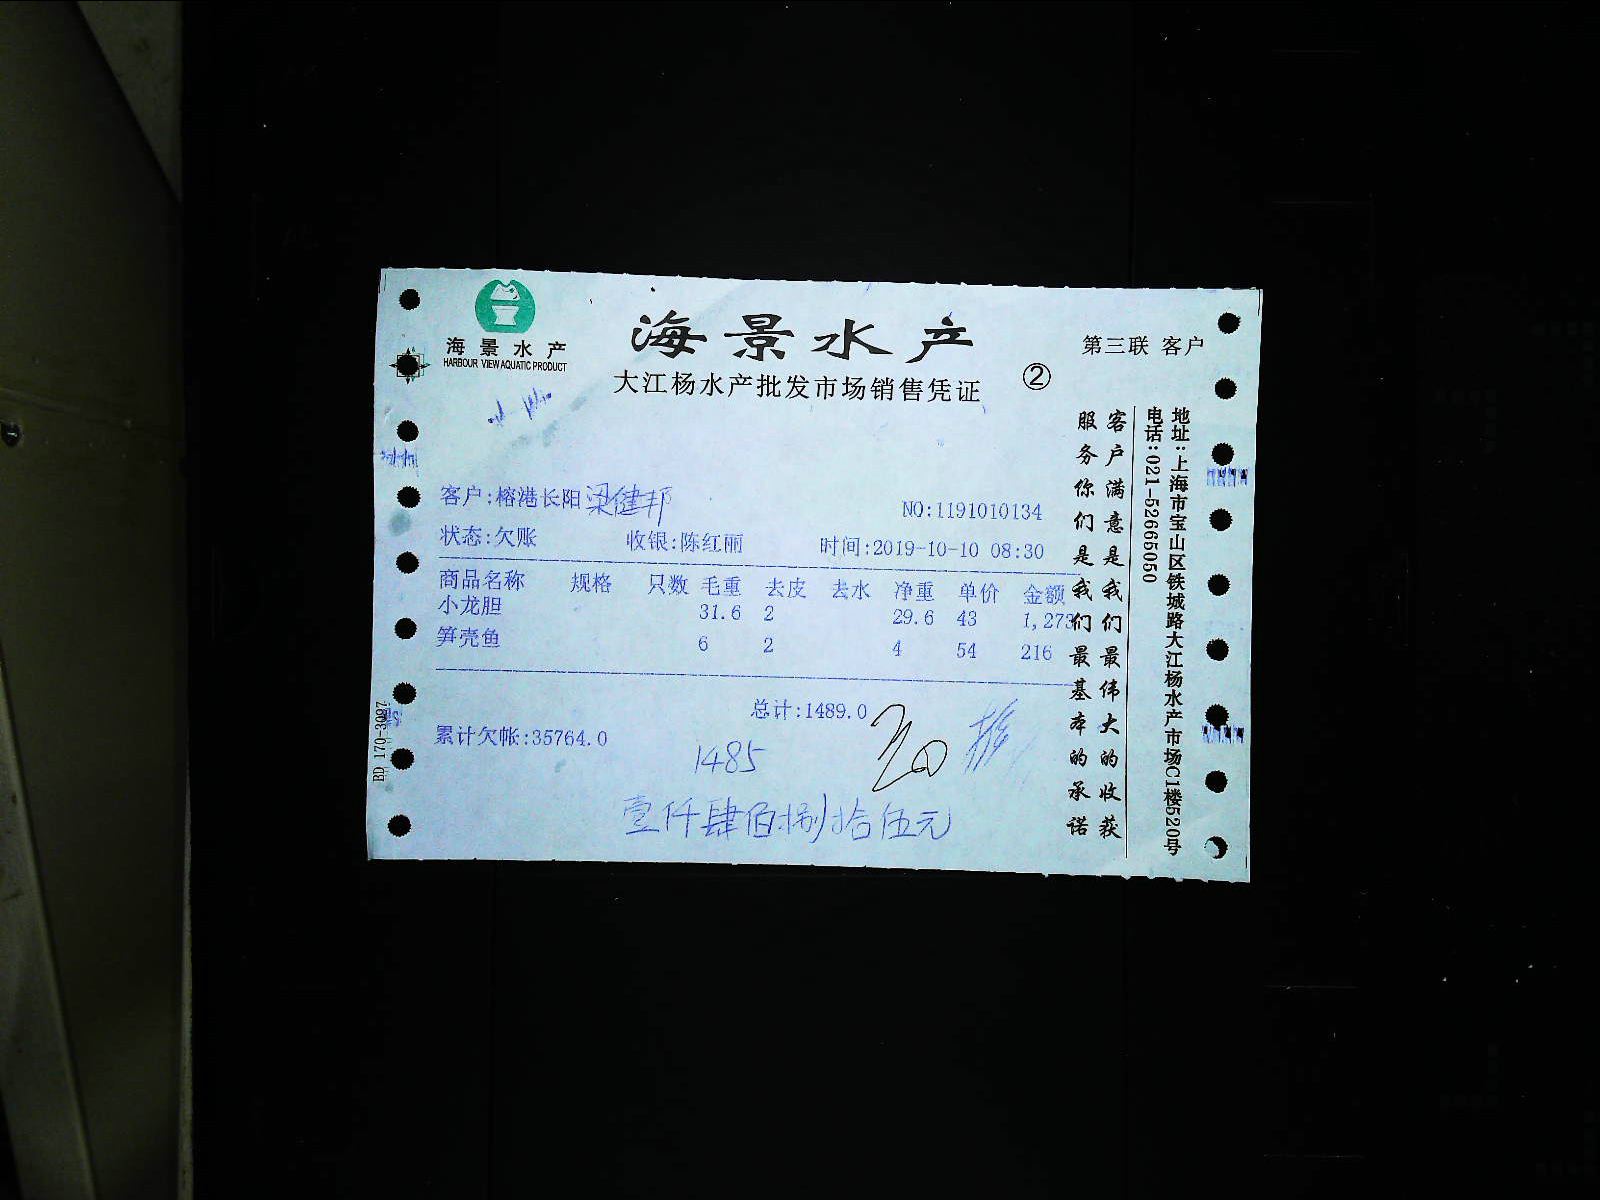 海景水产
HARBOUR VIEW AQUATIC PRODUCT
海景水产
大江杨水产批发市场销售凭证
②
第三联 客户
客户:榕港长阳 梁健邦
NO:1191010134
状态:欠账 收银:陈红丽 时间:2019-10-10 08:30
商品名称 规格 只数 毛重 去皮 去水 净重 单价 金额
小龙胆 31.6 2 29.6 43 1,273
笋壳鱼 6 2 4 54 216
总计:1489.0
累计欠帐:35764.0
1485
壹仟肆佰捌拾伍元
客户满意是我们最伟大的收获
服务你们是我们最基本的承诺
地址:上海市宝山区铁城路大江杨水产市场C1楼520号
电话:021-52665050
BD 170-3087